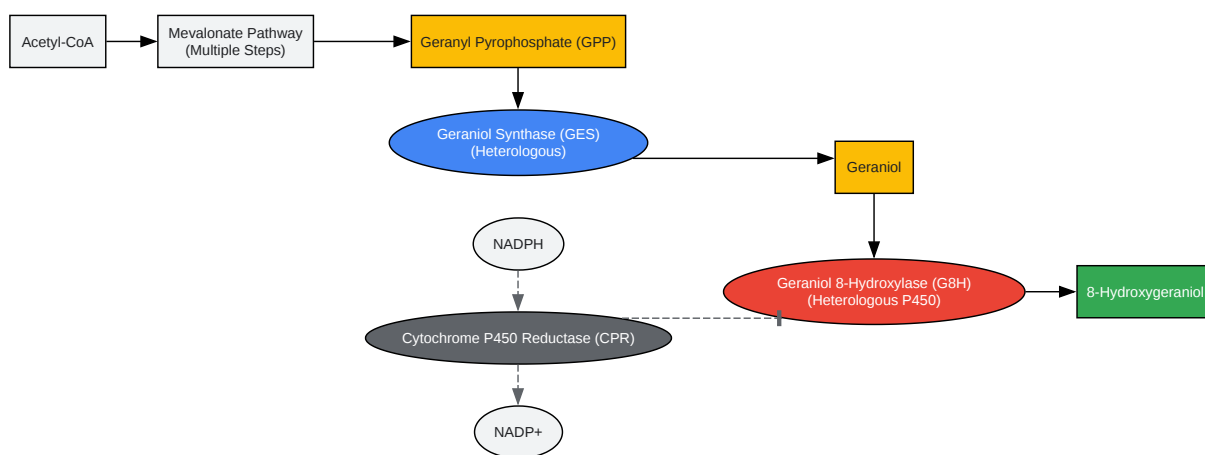 Acetyl-CoA
Mevalonate Pathway
(Multiple Steps)
Geranyl Pyrophosphate (GPP)
Geraniol Synthase (GES)
(Heterologous)
Geraniol
NADPH
Geraniol 8-Hydroxylase (G8H)
(Heterologous P450)
8-Hydroxygeraniol
Cytochrome P450 Reductase (CPR)
NADP+